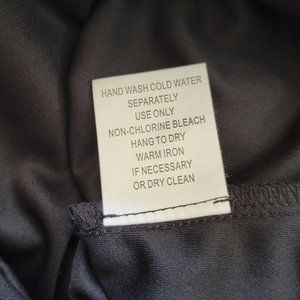 HAND WASH COLD WATER
SEPARATELY
USE ONLY
NON-CHLORINE BLEACH
HANG TO DRY
WARM IRON
IF NECESSARY
OR DRY CLEAN